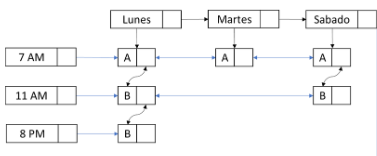 Lunes Martes Sabado
7 AM A A A
11 AM B B
8 PM B